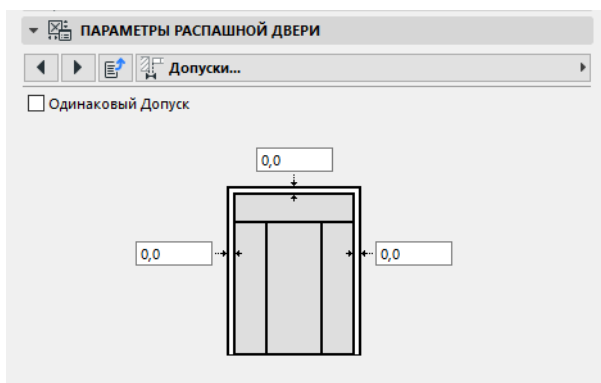 ПАРАМЕТРЫ РАСПАШНОЙ ДВЕРИ
Допуски...
Одинаковый Допуск
0,0
0,0
0,0